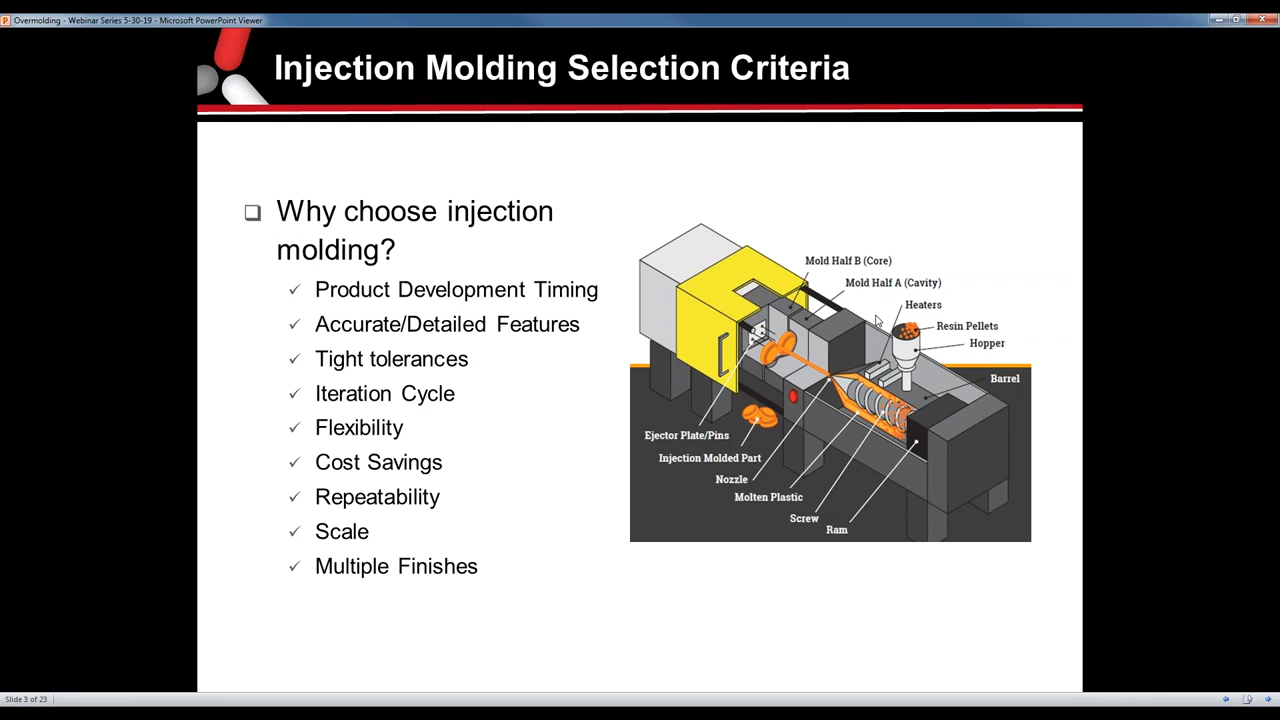 Overmolding - Webinar Series 5-30-19 - Microsoft PowerPoint Viewer
Injection Molding Selection Criteria
Why choose injection
molding?
Product Development Timing
Accurate/Detailed Features
Tight tolerances
Iteration Cycle
Flexibility
Cost Savings
Repeatability
Scale
Multiple Finishes
Mold Half B (Core)
Mold Half A (Cavity)
Heaters
Resin Pellets
Hopper
Barrel
Ejector Plate/Pins
Injection Molded Part
Nozzle
Molten Plastic
Screw
Ram
Slide 3 of 23